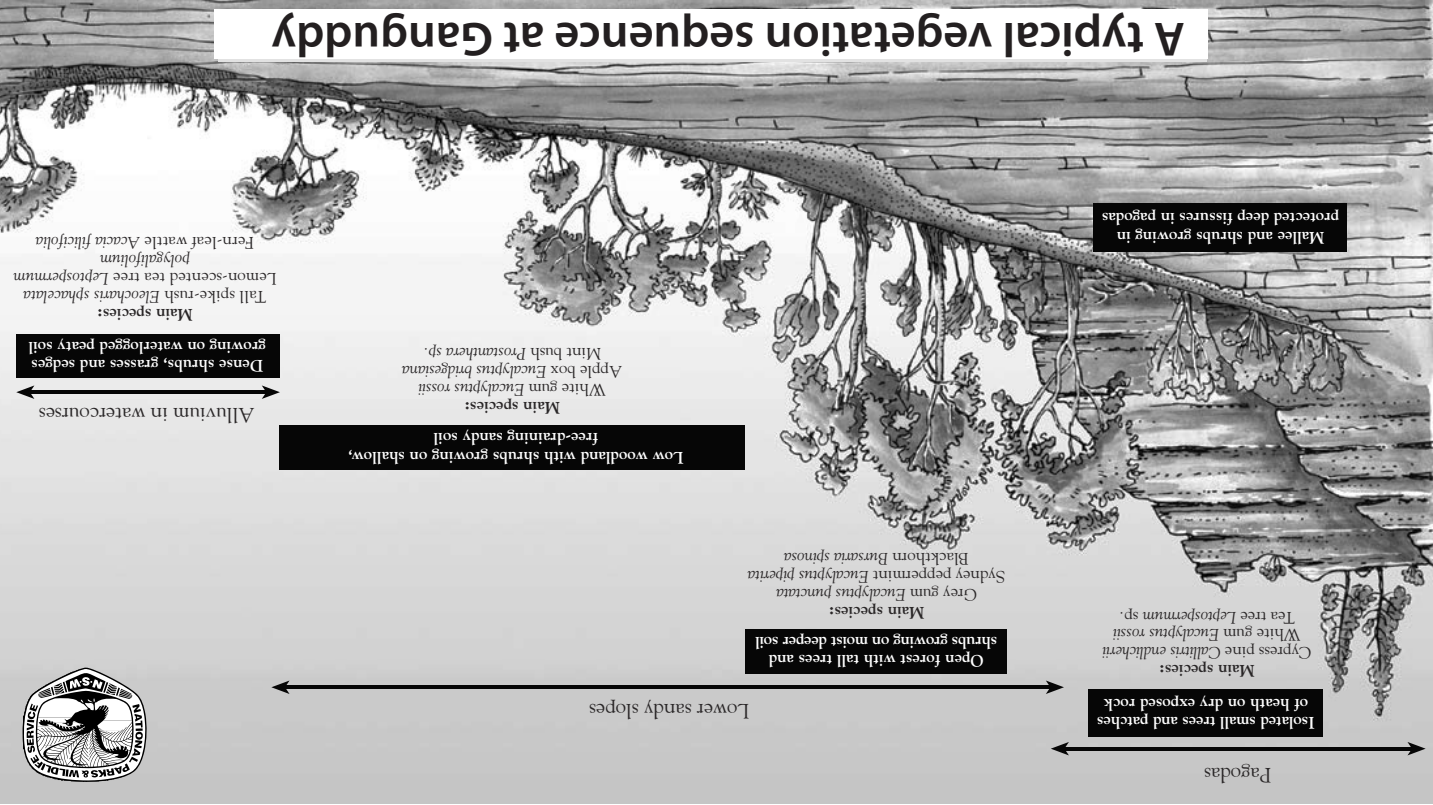 Pagodas
Isolated small trees and patches
of heath on dry exposed rock
Main species:
Cypress pine Callitris endlicherii
White gum Eucalyptus rossii
Tea tree Leptospermum sp.
Mallee and shrubs growing in
protected deep fissures in pagodas
Lower sandy slopes
Open forest with tall trees and
shrubs growing on moist deeper soil
Main species:
Grey gum Eucalyptus punctata
Sydney peppermint Eucalyptus piperita
Blackthorn Bursaria spinosa
Low woodland with shrubs growing on shallow,
free-draining sandy soil
Main species:
White gum Eucalyptus rossii
Apple box Eucalyptus bridgesiana
Mint bush Prostanthera sp.
Alluvium in watercourses
Dense shrubs, grasses and sedges
growing on waterlogged peaty soil
Main species:
Tall spike-rush Eleocharis sphacelata
Lemon-scented tea tree Leptospermum
polygalifolium
Fern-leaf wattle Acacia filicifolia
NATIONAL PARKS & WILDLIFE SERVICE
N·S·W
A typical vegetation sequence at Ganguddy